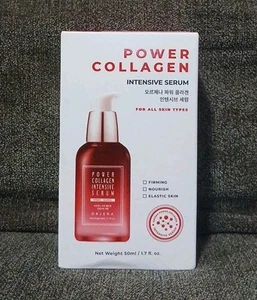 POWER
COLLAGEN
INTENSIVE SERUM
오르제나 파워 콜라겐
인텐시브 세럼
FOR ALL SKIN TYPES
POWER
COLLAGEN
INTENSIVE
SERUM
FIRMING
NOURISH
ELASTIC SKIN
Net Weight 50ml / 1.7 fl. oz.